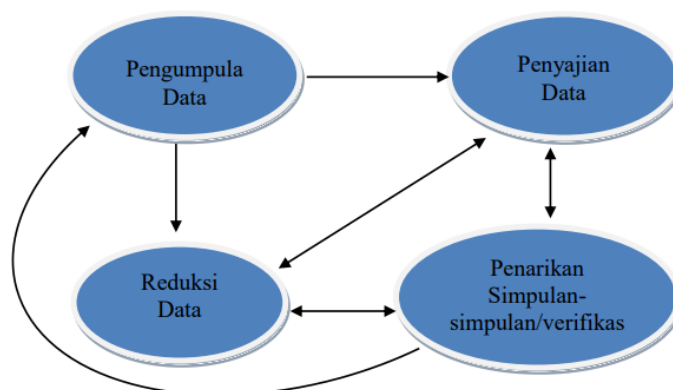 Pengumpula
Data
Penyajian
Data
Reduksi
Data
Penarikan
Simpulan-
simpulan/verifikas